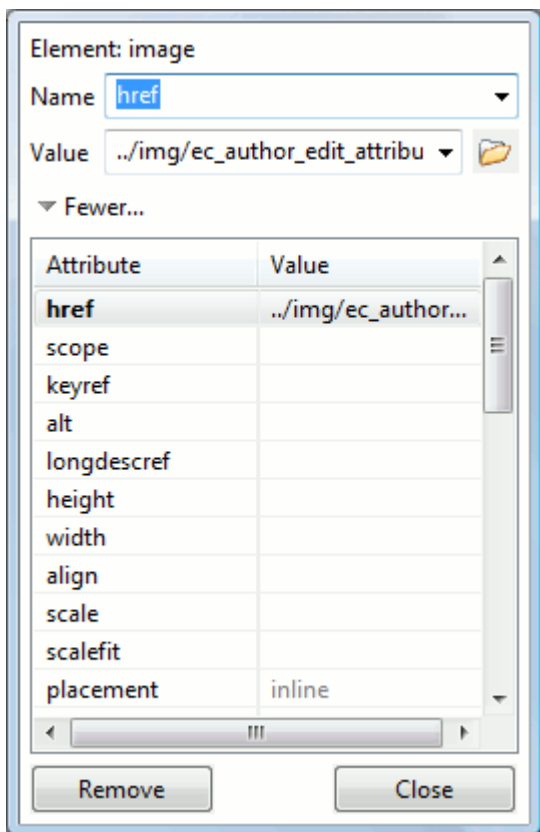 Element: image
Name href
Value ../img/ec_author_edit_attribu
Fewer...
Attribute Value
href ../img/ec_author...
scope
keyref
alt
longdescref
height
width
align
scale
scalefit
placement inline
Remove Close